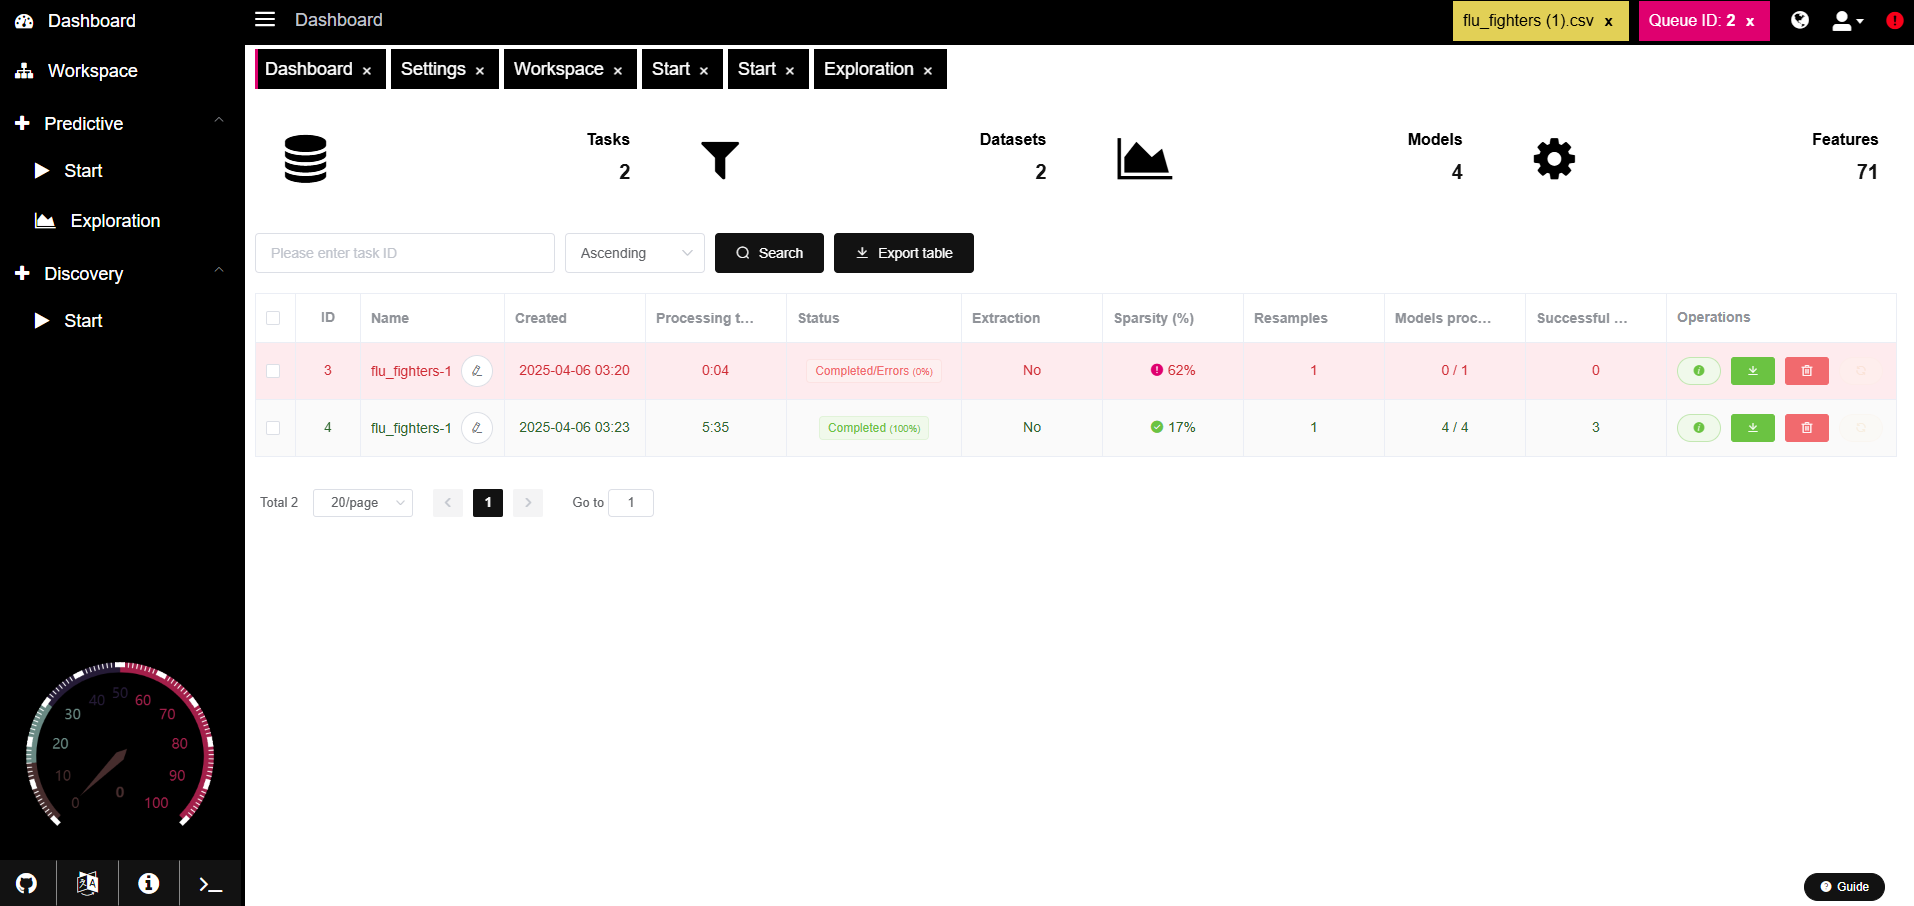 Dashboard
Workspace
Predictive
Start
Exploration
Discovery
Start
30
40
50
60
20
70
10
80
0
0
90
100
Dashboard
flu_fighters (1).csv x
Queue ID: 2 x
Dashboard x
Settings x
Workspace x
Start x
Start x
Exploration x
Tasks
2
Datasets
2
Models
4
Features
71
Please enter task ID
Ascending
Search
Export table
ID Name Created Processing t... Status Extraction Sparsity (%) Resamples Models proc... Successful ... Operations
3 flu_fighters-1 2025-04-06 03:20 0:04 Completed/Errors (0%) No 62% 1 0 / 1 0
4 flu_fighters-1 2025-04-06 03:23 5:35 Completed (100%) No 17% 1 4 / 4 3
Total 2 20/page < 1 > Go to 1
Guide